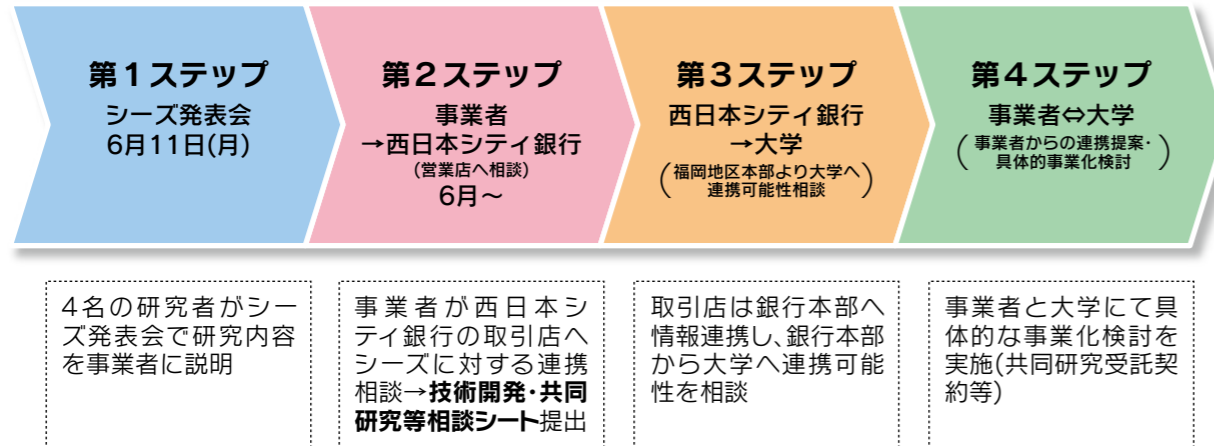 第1ステップ
シーズ発表会
6月11日(月)
第2ステップ
事業者
→西日本シティ銀行
(営業店へ相談)
6月～
第3ステップ
西日本シティ銀行
→大学
(福岡地区本部より大学へ
連携可能性相談)
第4ステップ
事業者⇔大学
(事業者からの連携提案・
具体的事業化検討)
4名の研究者がシー
ズ発表会で研究内容
を事業者に説明
事業者が西日本シ
ティ銀行の取引店へ
シーズに対する連携
相談→技術開発・共同
研究等相談シート提出
取引店は銀行本部へ
情報連携し、銀行本部
から大学へ連携可能
性を相談
事業者と大学にて具
体的な事業化検討を
実施(共同研究受託契
約等)